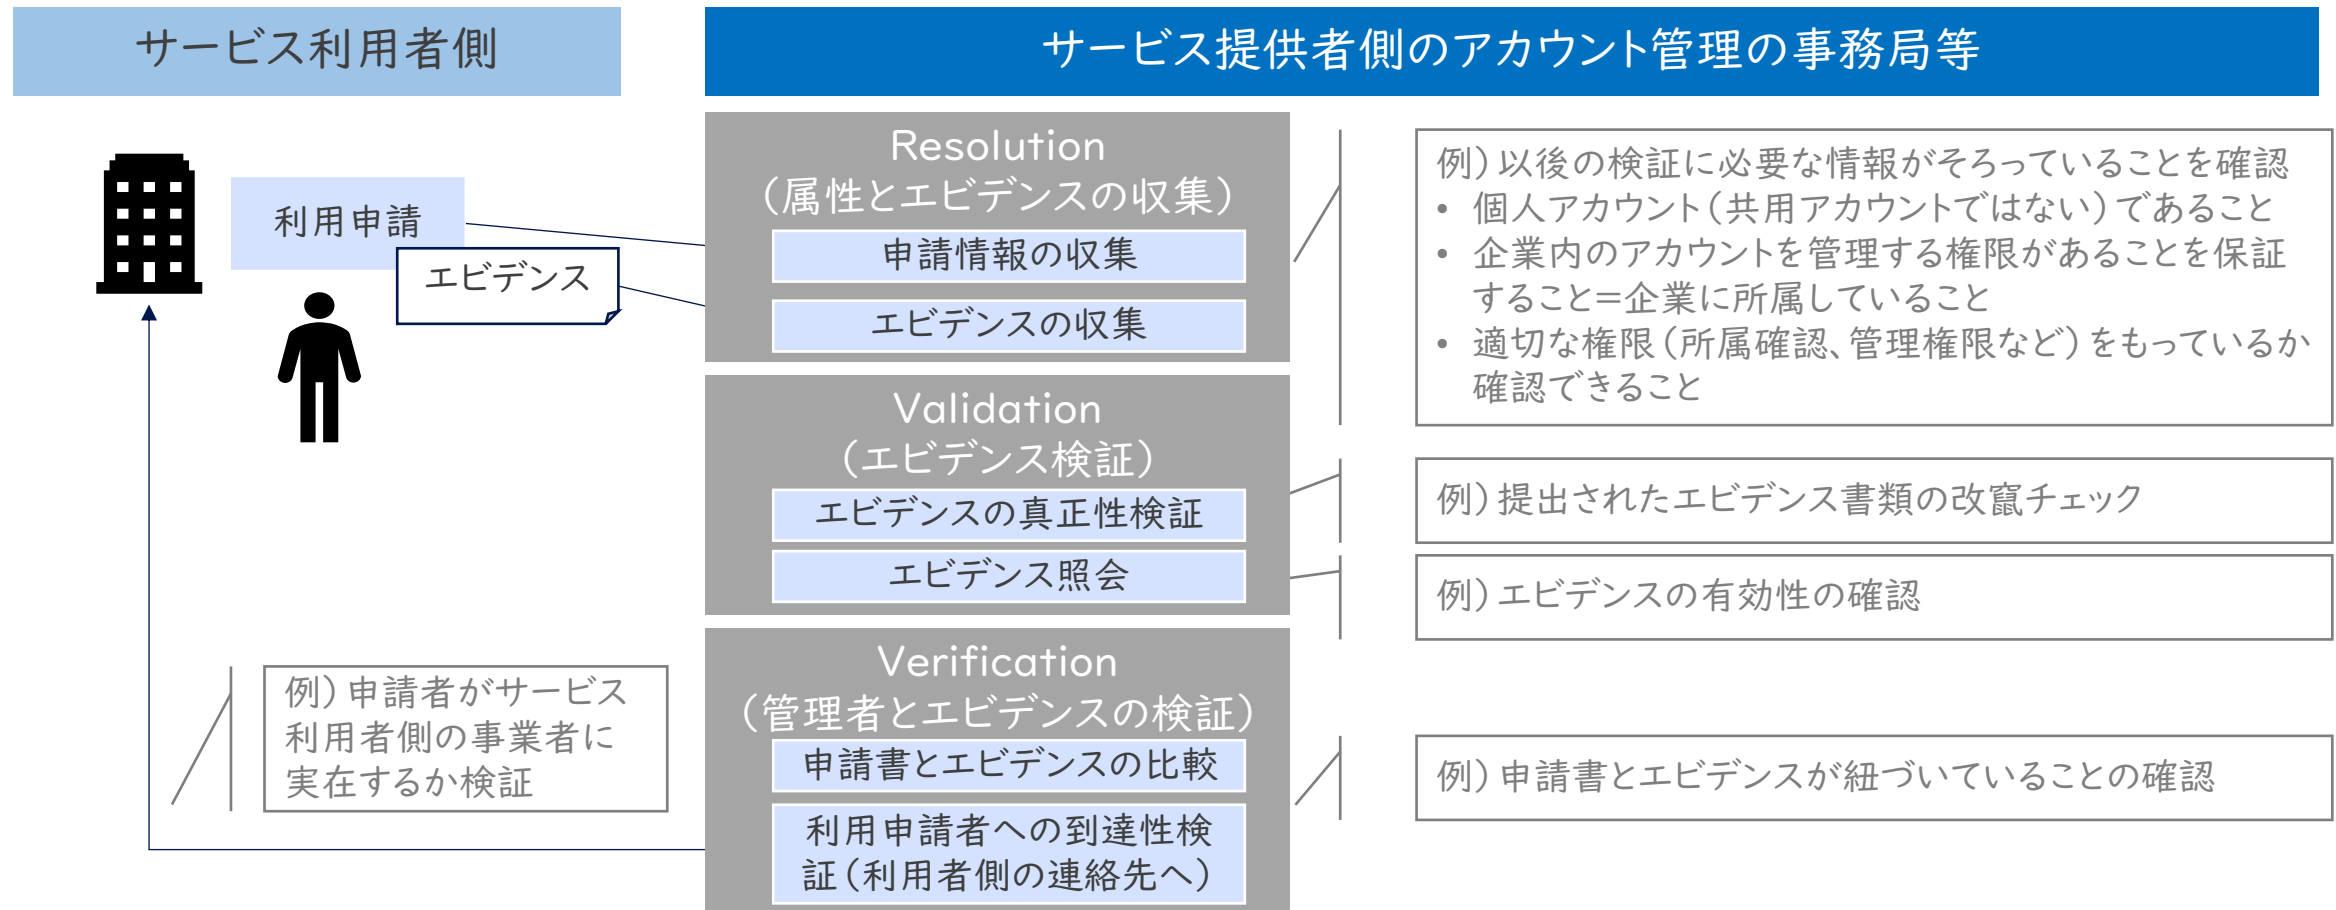 サービス利用者側
サービス提供者側のアカウント管理の事務局等
利用申請
エビデンス
Resolution
（属性とエビデンスの収集）
申請情報の収集
エビデンスの収集
例）以後の検証に必要な情報がそろっていることを確認
• 個人アカウント（共用アカウントではない）であること
• 企業内のアカウントを管理する権限があることを保証
すること＝企業に所属していること
• 適切な権限（所属確認、管理権限など）をもっているか
確認できること
Validation
（エビデンス検証）
エビデンスの真正性検証
エビデンス照会
例）提出されたエビデンス書類の改竄チェック
例）エビデンスの有効性の確認
Verification
（管理者とエビデンスの検証）
申請書とエビデンスの比較
利用申請者への到達性検
証（利用者側の連絡先へ）
例）申請書とエビデンスが紐づいていることの確認
例）申請者がサービス
利用者側の事業者に
実在するか検証